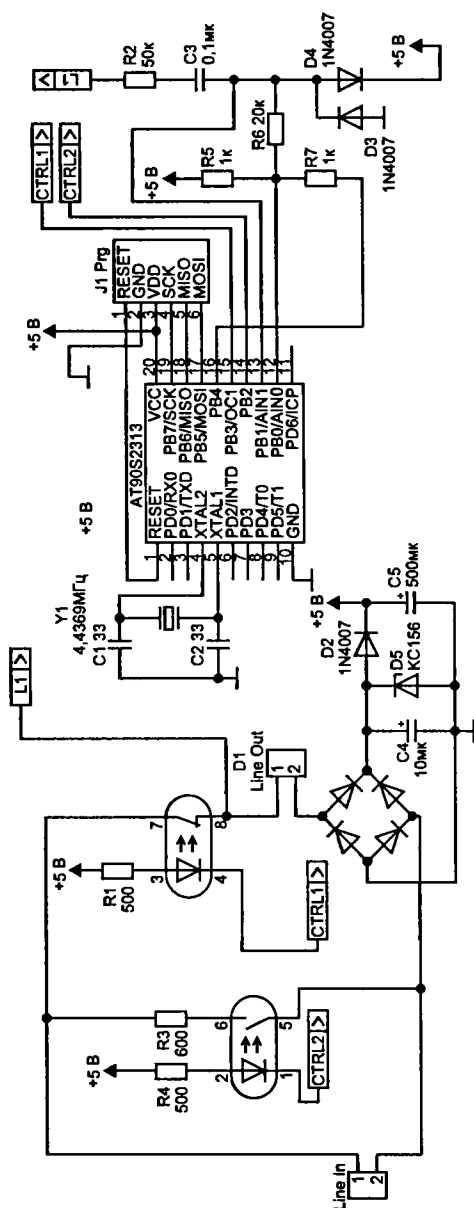 L1 >
R2
50к
C3
0,1мк
CTRL1 >
CTRL2 >
+5 В
R5
1к
R6 20к
R7
1к
D4
1N4007
D3
1N4007
+5 В
J1 Prg
1 RESET
2 GND
3 VDD
4 SCK
5 MISO
6 MOSI
+5 В
AT90S2313
+5 В
1 RESET
2 PD0/RX0
3 PD1/TXD
4 XTAL2
5 XTAL1
6 PD2/INTD
7 PD3
8 PD4/T0
9 PD5/T1
10 GND
VCC 20
PB7/SCK 19
PB6/MISO 18
PB5/MOSI 17
PB4 16
PB3/OC1 15
PB2 14
PB1/AIN1 13
PB0/AIN0 12
PD6/ICP 11
Y1
4,4369МГц
C1 33
C2 33
L1 >
+5 В
R1
500
3
4
7
8
CTRL1 >
D1
Line Out
1
2
+5 В
D2
1N4007
D5
КС156
C4
+
10мк
C5
+
500мк
+5 В
R4
500
R3
600
2
1
6
5
CTRL2 >
Line In
1
2